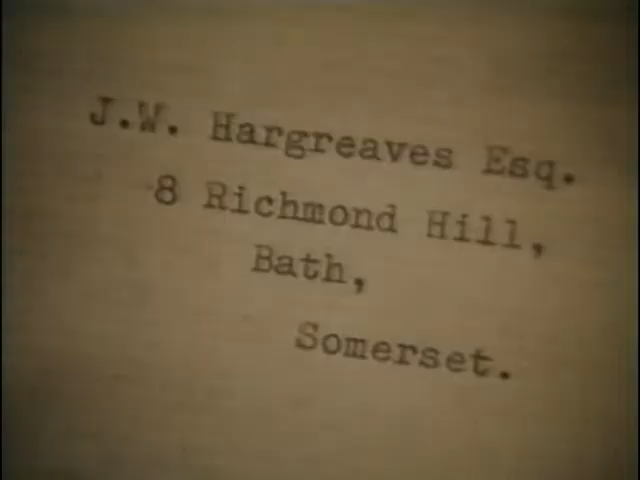 J.W. Hargreaves Esq.
8 Richmond Hill,
Bath,
Somerset.